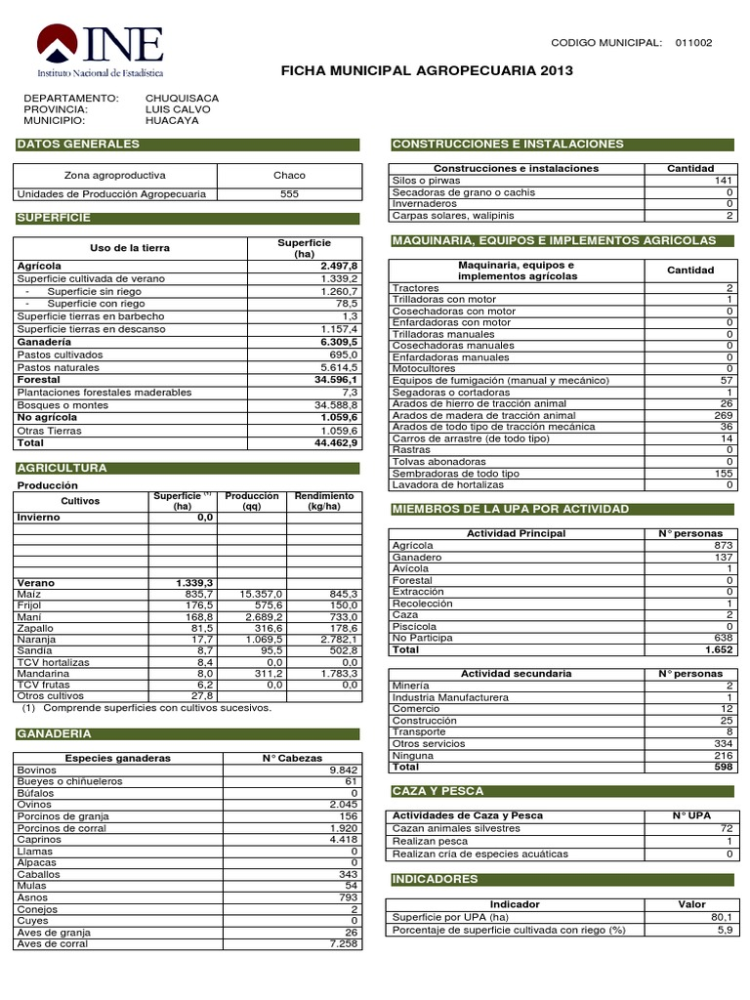 INE
Instituto Nacional de Estadística
CODIGO MUNICIPAL: 011002
FICHA MUNICIPAL AGROPECUARIA 2013
DEPARTAMENTO: CHUQUISACA
PROVINCIA: LUIS CALVO
MUNICIPIO: HUACAYA
DATOS GENERALES
Zona agroproductiva Chaco
Unidades de Producción Agropecuaria 555
SUPERFICIE
Uso de la tierra Superficie (ha)
Agrícola 2.497,8
Superficie cultivada de verano 1.339,2
- Superficie sin riego 1.260,7
- Superficie con riego 78,5
Superficie tierras en barbecho 1,3
Superficie tierras en descanso 1.157,4
Ganadería 6.309,5
Pastos cultivados 695,0
Pastos naturales 5.614,5
Forestal 34.596,1
Plantaciones forestales maderables 7,3
Bosques o montes 34.588,8
No agrícola 1.059,6
Otras Tierras 1.059,6
Total 44.462,9
AGRICULTURA
Producción
Cultivos Superficie (1) (ha) Producción (qq) Rendimiento (kg/ha)
Invierno 0,0
Verano 1.339,3
Maíz 835,7 15.357,0 845,3
Frijol 176,5 575,6 150,0
Maní 168,8 2.689,2 733,0
Zapallo 81,5 316,6 178,6
Naranja 17,7 1.069,5 2.782,1
Sandía 8,7 95,5 502,8
TCV hortalizas 8,4 0,0 0,0
Mandarina 8,0 311,2 1.783,3
TCV frutas 6,2 0,0 0,0
Otros cultivos 27,8
(1) Comprende superficies con cultivos sucesivos.
GANADERIA
Especies ganaderas N° Cabezas
Bovinos 9.842
Bueyes o chiñueleros 61
Búfalos 0
Ovinos 2.045
Porcinos de granja 156
Porcinos de corral 1.920
Caprinos 4.418
Llamas 0
Alpacas 0
Caballos 343
Mulas 54
Asnos 793
Conejos 2
Cuyes 0
Aves de granja 26
Aves de corral 7.258
CONSTRUCCIONES E INSTALACIONES
Construcciones e instalaciones Cantidad
Silos o pirwas 141
Secadoras de grano o cachis 0
Invernaderos 0
Carpas solares, walipinis 2
MAQUINARIA, EQUIPOS E IMPLEMENTOS AGRICOLAS
Maquinaria, equipos e implementos agrícolas Cantidad
Tractores 2
Trilladoras con motor 1
Cosechadoras con motor 0
Enfardadoras con motor 0
Trilladoras manuales 0
Cosechadoras manuales 0
Enfardadoras manuales 0
Motocultores 0
Equipos de fumigación (manual y mecánico) 57
Segadoras o cortadoras 1
Arados de hierro de tracción animal 26
Arados de madera de tracción animal 269
Arados de todo tipo de tracción mecánica 36
Carros de arrastre (de todo tipo) 14
Rastras 0
Tolvas abonadoras 0
Sembradoras de todo tipo 155
Lavadora de hortalizas 0
MIEMBROS DE LA UPA POR ACTIVIDAD
Actividad Principal N° personas
Agrícola 873
Ganadero 137
Avícola 1
Forestal 0
Extracción 0
Recolección 1
Caza 2
Piscícola 0
No Participa 638
Total 1.652
Actividad secundaria N° personas
Minería 2
Industria Manufacturera 1
Comercio 12
Construcción 25
Transporte 8
Otros servicios 334
Ninguna 216
Total 598
CAZA Y PESCA
Actividades de Caza y Pesca N° UPA
Cazan animales silvestres 72
Realizan pesca 1
Realizan cría de especies acuáticas 0
INDICADORES
Indicador Valor
Superficie por UPA (ha) 80,1
Porcentaje de superficie cultivada con riego (%) 5,9